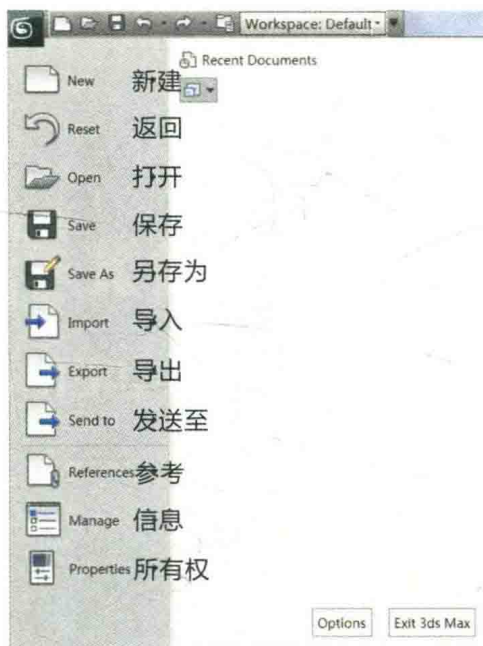 Workspace: Default
Recent Documents
New 新建
Reset 返回
Open 打开
Save 保存
Save As 另存为
Import 导入
Export 导出
Send to 发送至
References 参考
Manage 信息
Properties 所有权
Options Exit 3ds Max